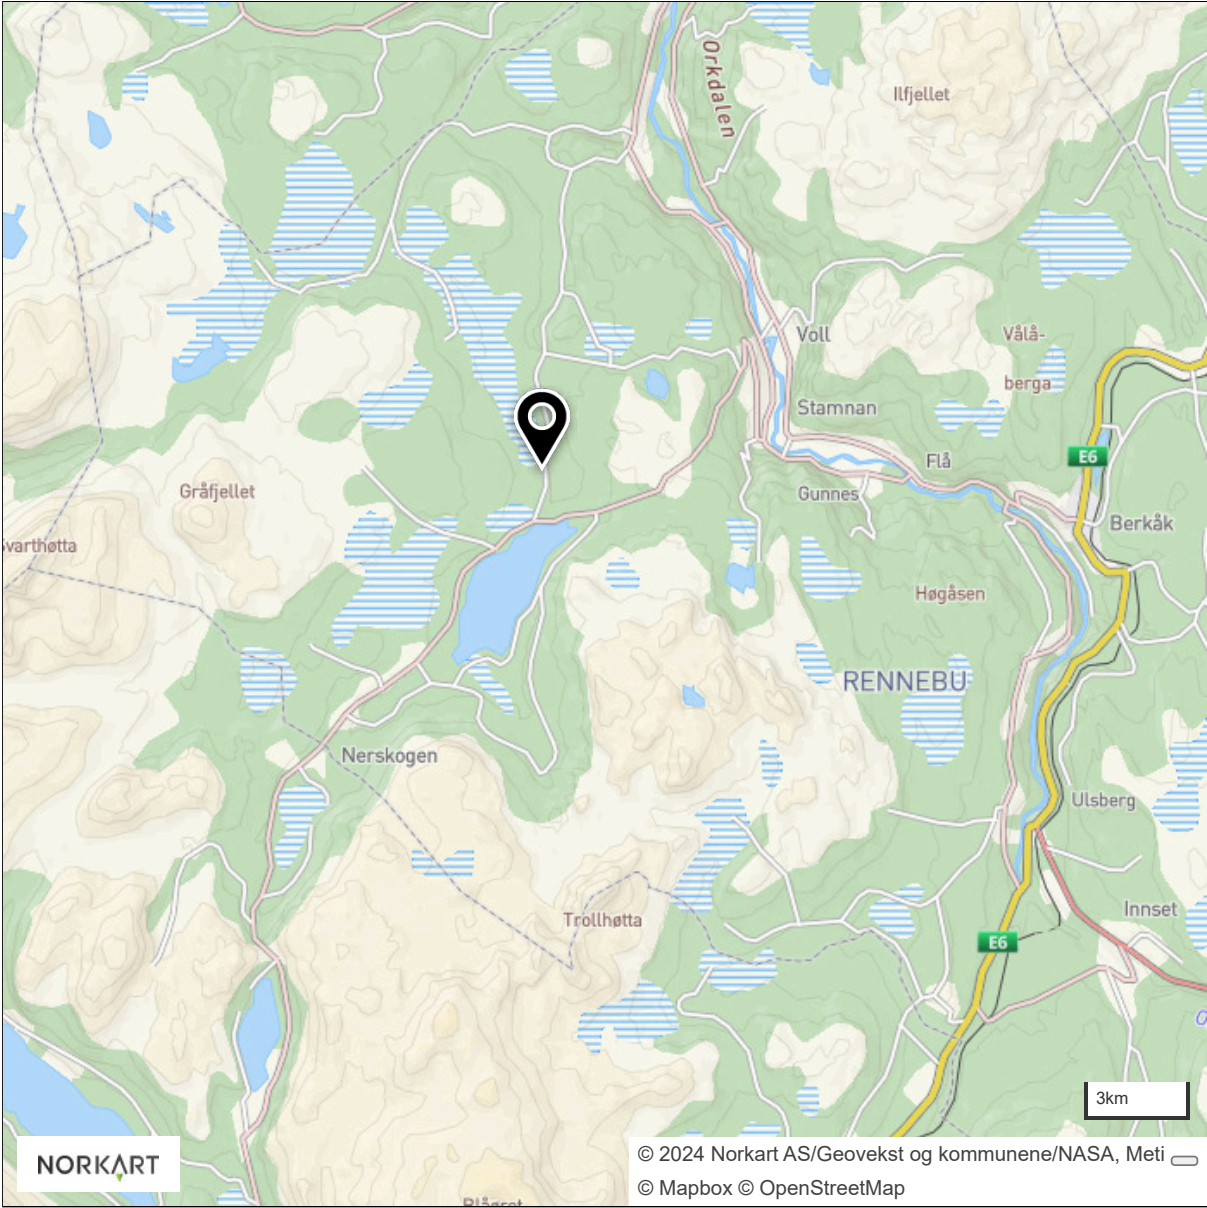 Orkdalen
Ilfjellet
Voll
Vålå-
berga
Stamnan
E6
Flå
Gråfjellet
Gunnes
Berkåk
Svarthøtta
Høgåsen
RENNEBU
Nerskogen
Ulsberg
Innset
Trollhøtta
E6
3km
NORKART
© 2024 Norkart AS/Geovekst og kommunene/NASA, Meti
© Mapbox © OpenStreetMap